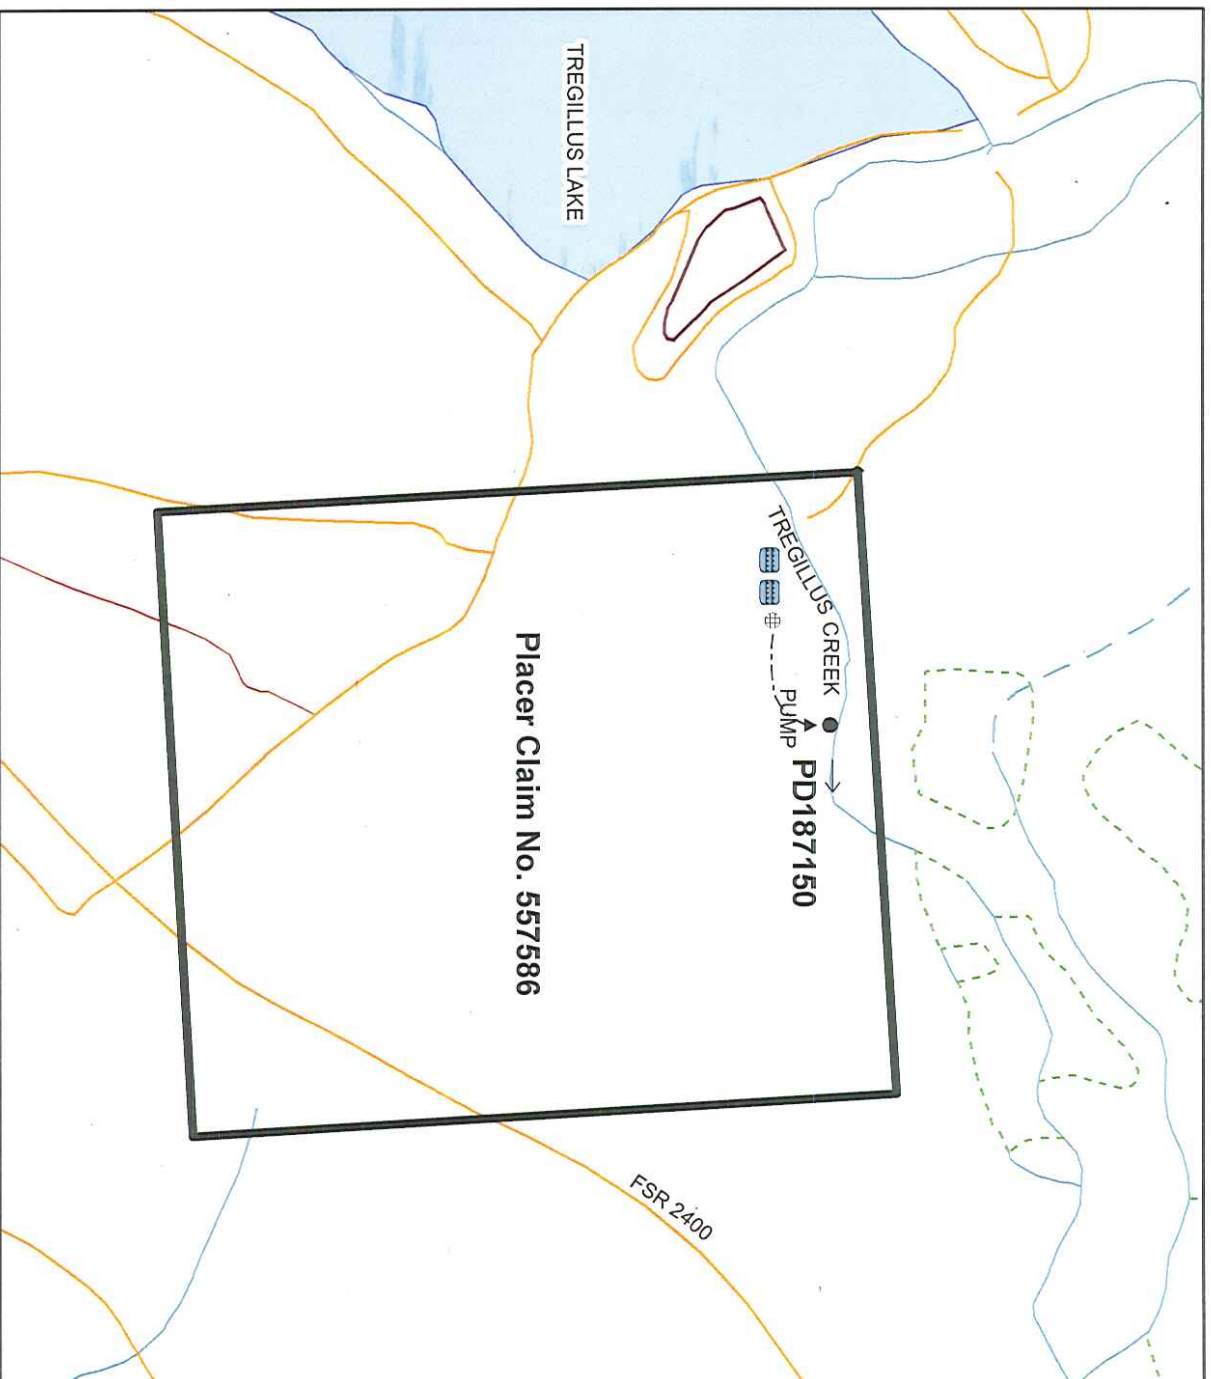 TREGILLUS LAKE
TREGILLUS CREEK
PUMP
PD187150
Placer Claim No. 557586
FSR 2400